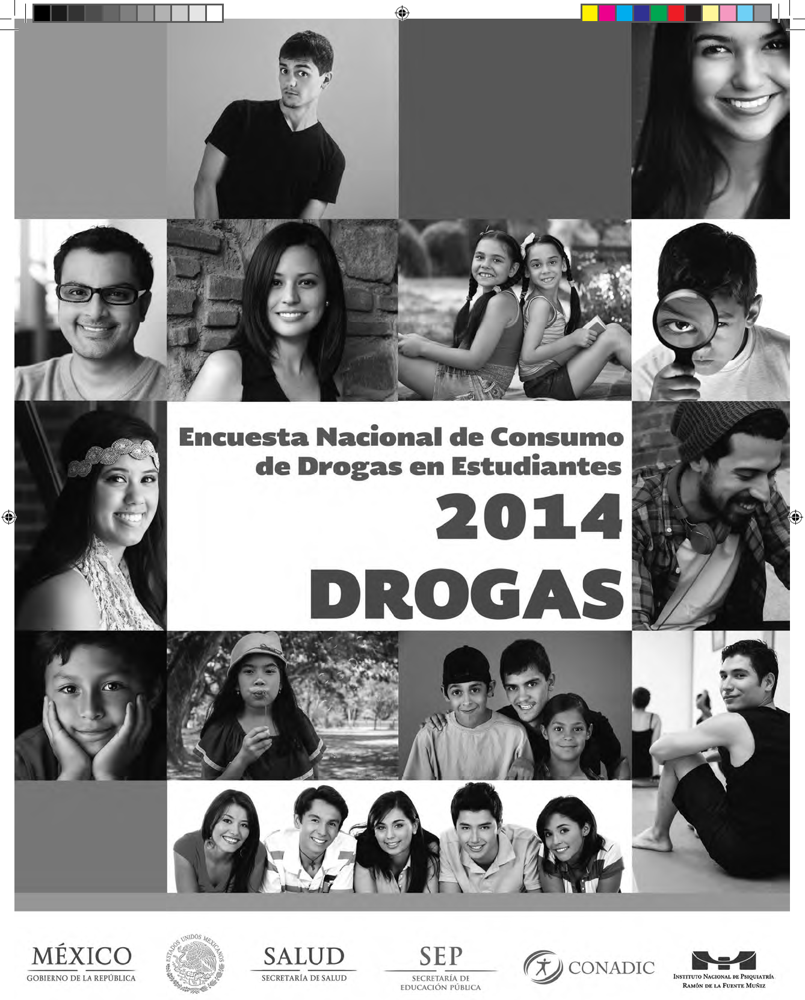 Encuesta Nacional de Consumo
de Drogas en Estudiantes
2014
DROGAS
MÉXICO
GOBIERNO DE LA REPÚBLICA
ESTADOS UNIDOS MEXICANOS
SALUD
SECRETARÍA DE SALUD
SEP
SECRETARÍA DE
EDUCACIÓN PÚBLICA
CONADIC
INSTITUTO NACIONAL DE PSIQUIATRÍA
RAMÓN DE LA FUENTE MUÑIZ